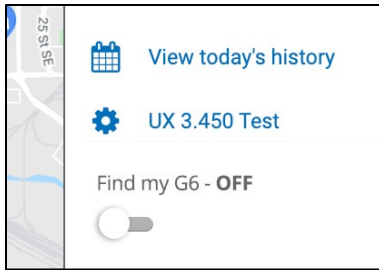 25 St SE
View today's history
UX 3.450 Test
Find my G6 - OFF